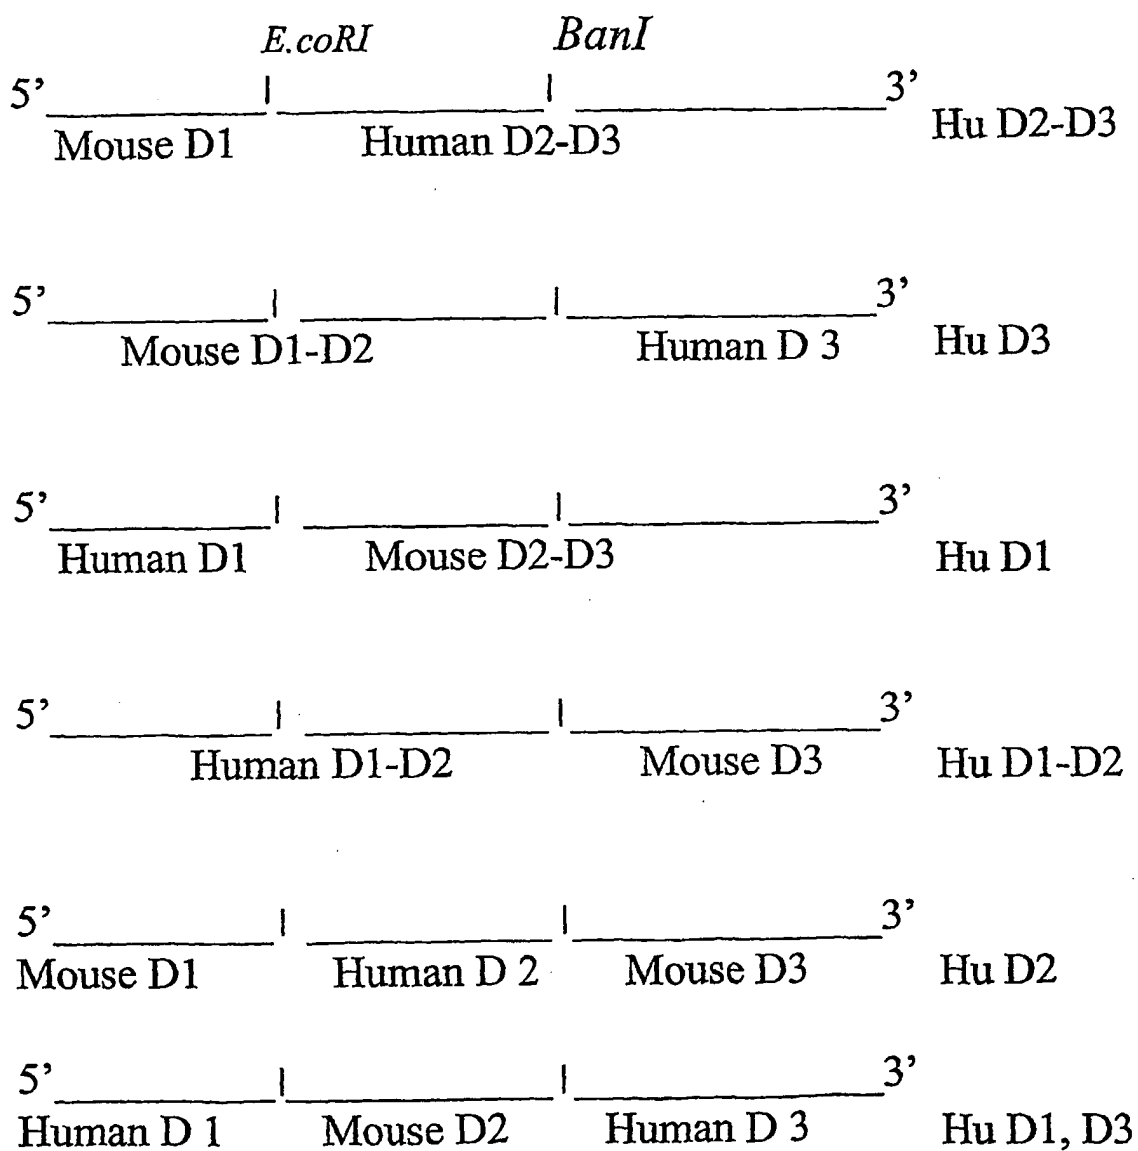 E.coRI BanI
5' 3'
Mouse D1 Human D2-D3 Hu D2-D3
5' 3'
Mouse D1-D2 Human D 3 Hu D3
5' 3'
Human D1 Mouse D2-D3 Hu D1
5' 3'
Human D1-D2 Mouse D3 Hu D1-D2
5' 3'
Mouse D1 Human D 2 Mouse D3 Hu D2
5' 3'
Human D 1 Mouse D2 Human D 3 Hu D1, D3